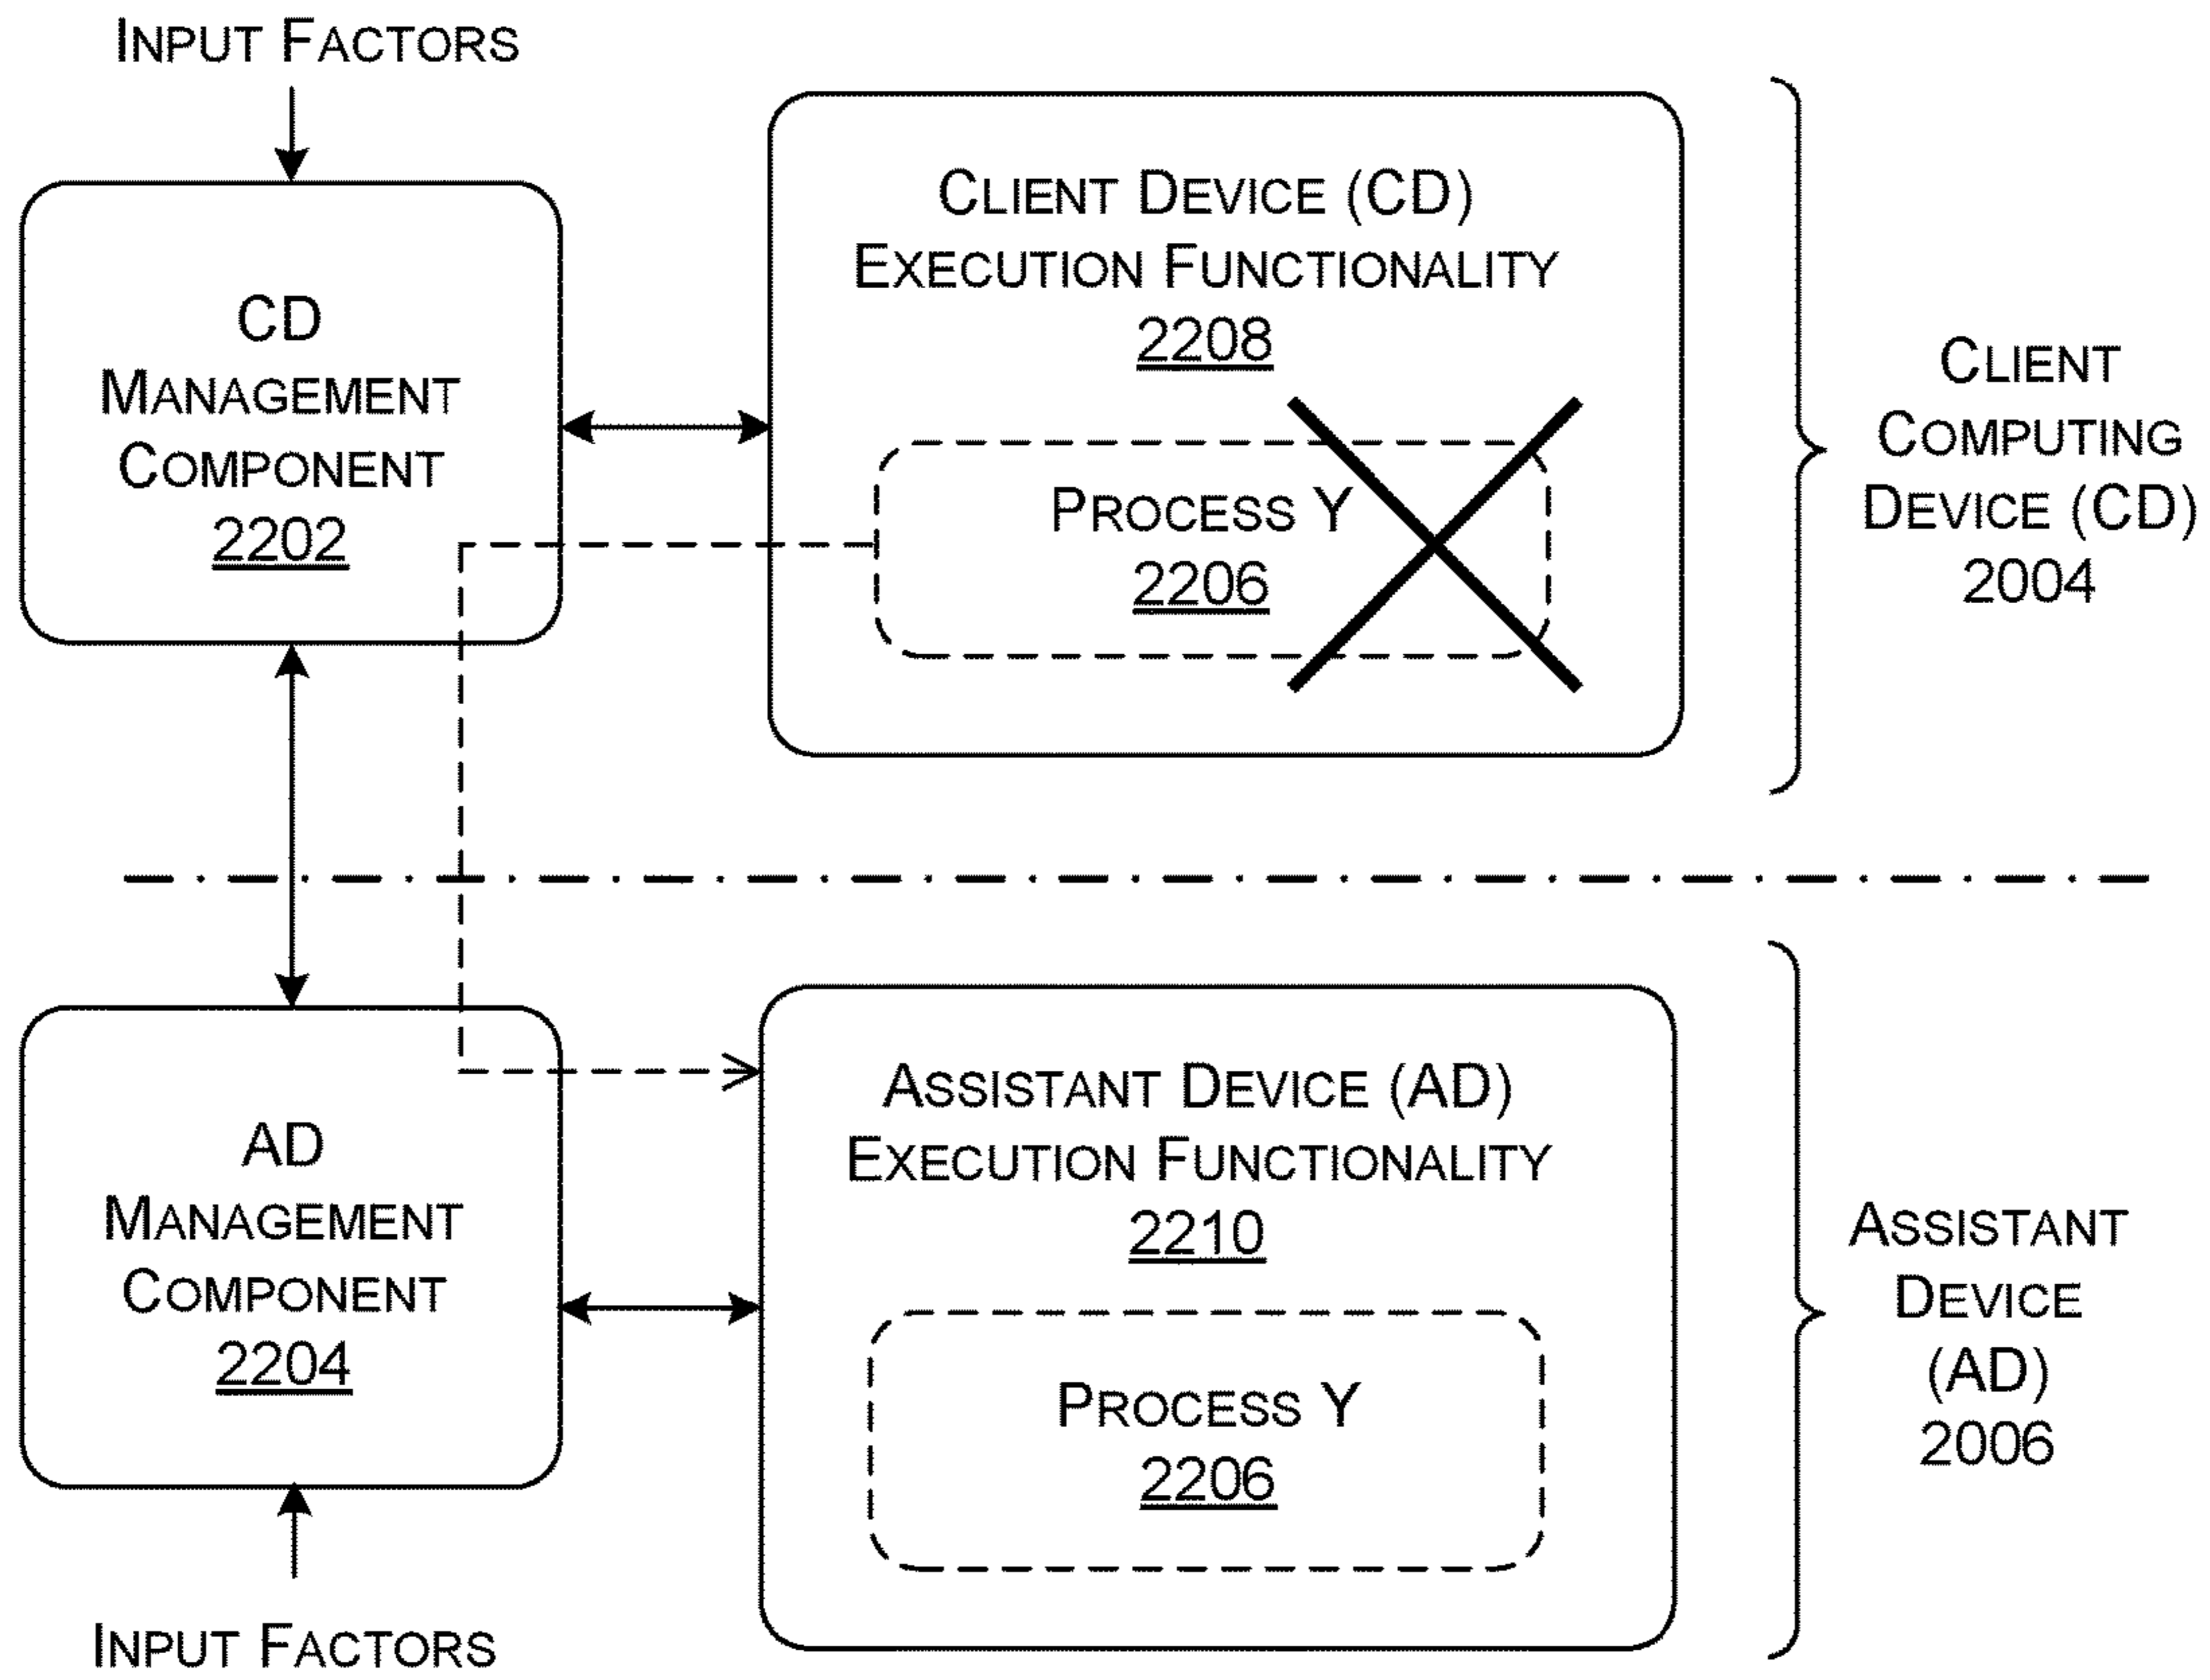 INPUT FACTORS
CD
MANAGEMENT
COMPONENT
2202
CLIENT DEVICE (CD)
EXECUTION FUNCTIONALITY
2208
PROCESS Y
2206
CLIENT
COMPUTING
DEVICE (CD)
2004
AD
MANAGEMENT
COMPONENT
2204
INPUT FACTORS
ASSISTANT DEVICE (AD)
EXECUTION FUNCTIONALITY
2210
PROCESS Y
2206
ASSISTANT
DEVICE
(AD)
2006